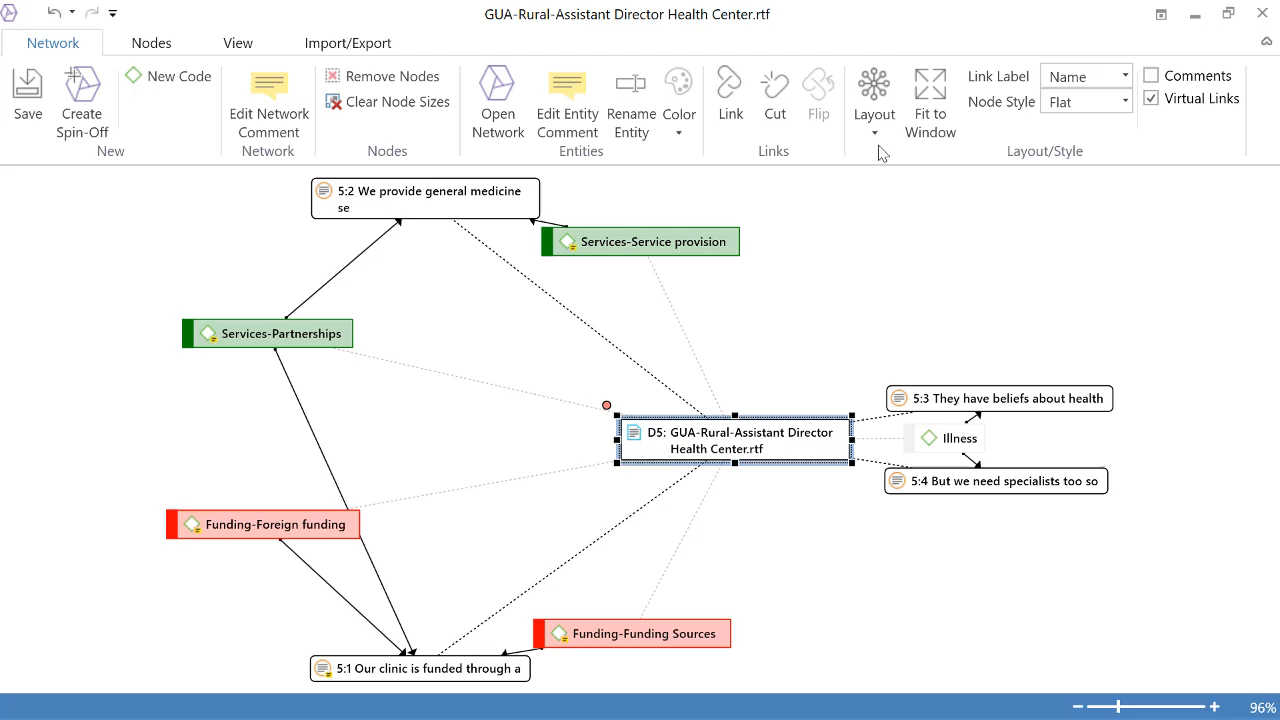 GUA-Rural-Assistant Director Health Center.rtf
Network Nodes View Import/Export
Save
Create
Spin-Off
New Code
New
Edit Network
Comment
Network
Remove Nodes
Clear Node Sizes
Nodes
Open
Network
Edit Entity
Comment
Rename
Entity
Color
Entities
Link
Cut
Flip
Links
Layout
Fit to
Window
Link Label Name
Node Style Flat
Comments
Virtual Links
Layout/Style
5:2 We provide general medicine
se
Services-Service provision
Services-Partnerships
5:3 They have beliefs about health
D5: GUA-Rural-Assistant Director
Health Center.rtf
Illness
5:4 But we need specialists too so
Funding-Foreign funding
Funding-Funding Sources
5:1 Our clinic is funded through a
96%